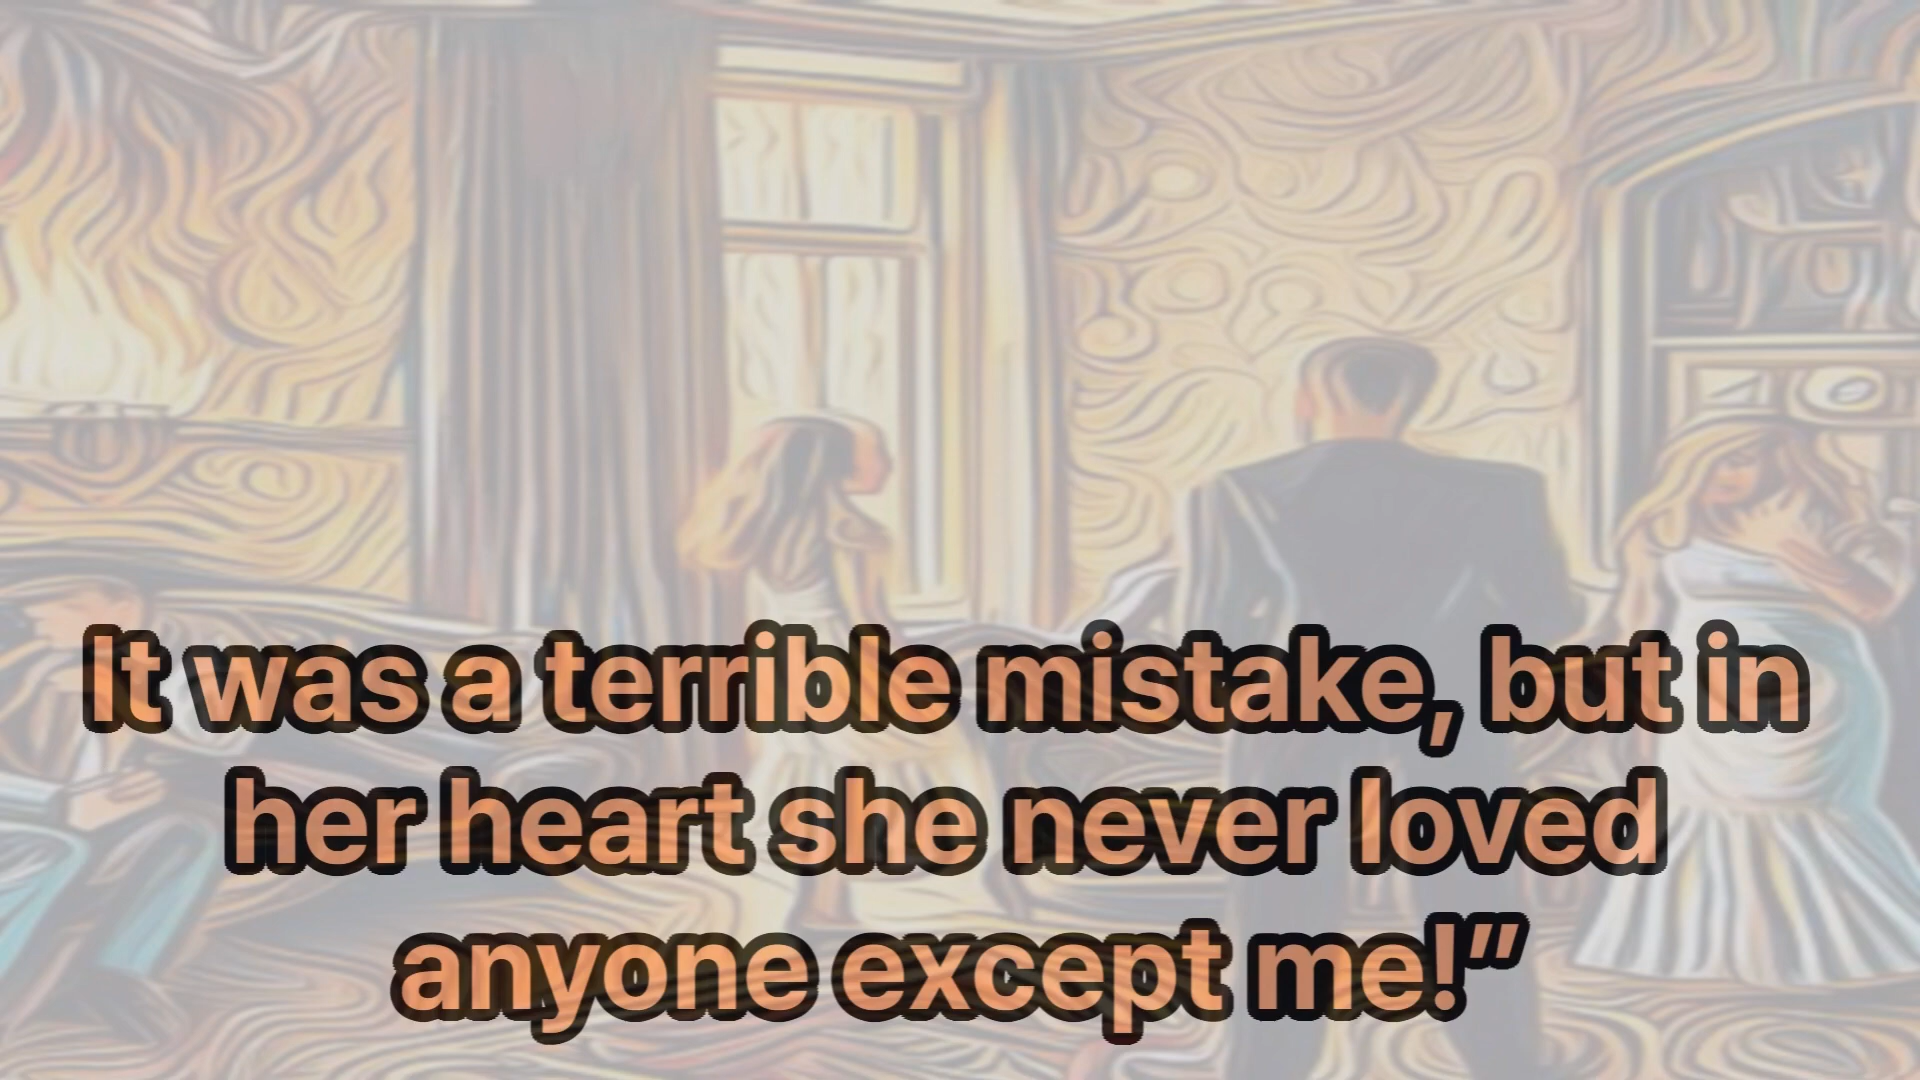 It was a terrible mistake, but in
her heart she never loved
anyone except me!”